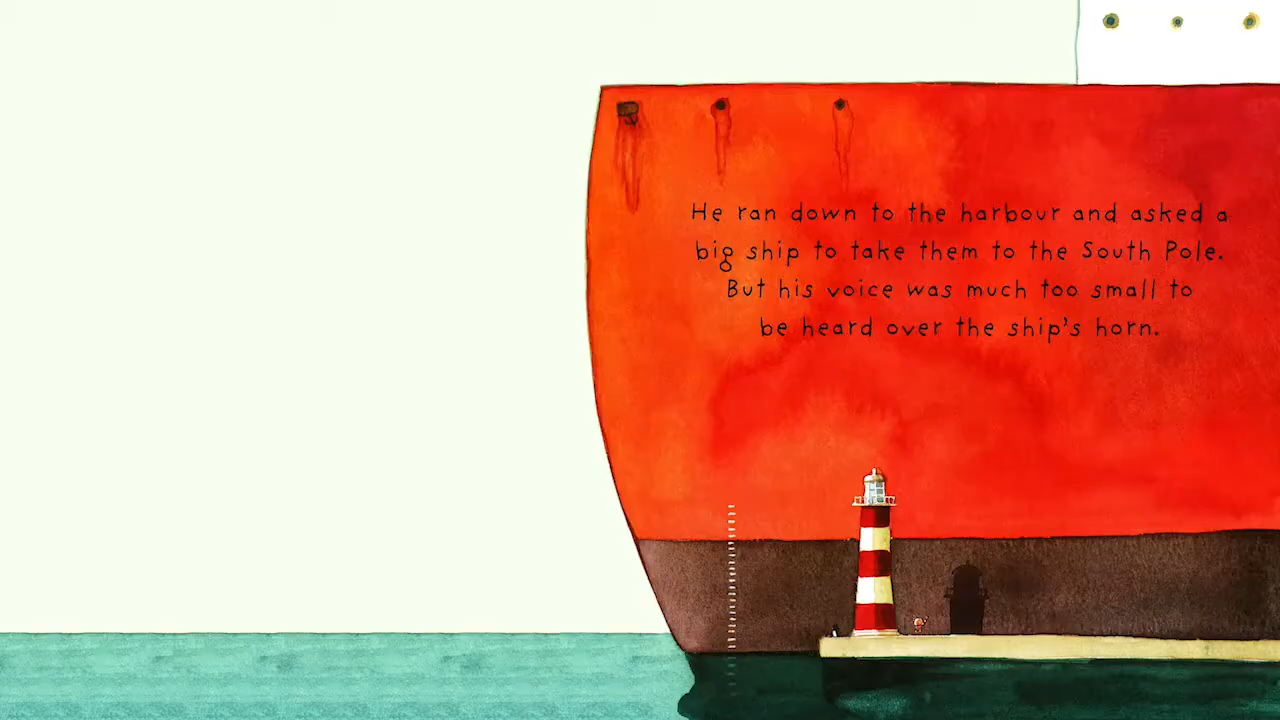 He ran down to the harbour and asked a
big ship to take them to the South Pole.
But his voice was much too small to
be heard over the ship's horn.